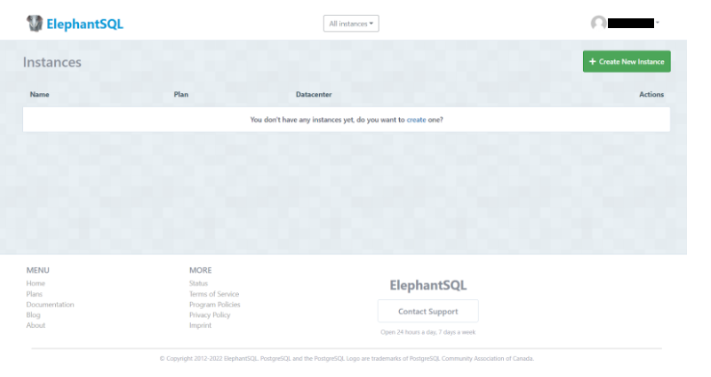 ElephantSQL
All instances
Instances
+ Create New Instance
Name Plan Datacenter Actions
You don't have any instances yet, do you want to create one?
MENU
Home
Plans
Documentation
Blog
About
MORE
Status
Terms of Service
Program Policies
Privacy Policy
Imprint
ElephantSQL
Contact Support
Open 24 hours a day, 7 days a week
© Copyright 2012-2022 ElephantSQL. PostgreSQL and the PostgreSQL Logo are trademarks of PostgreSQL Community Association of Canada.